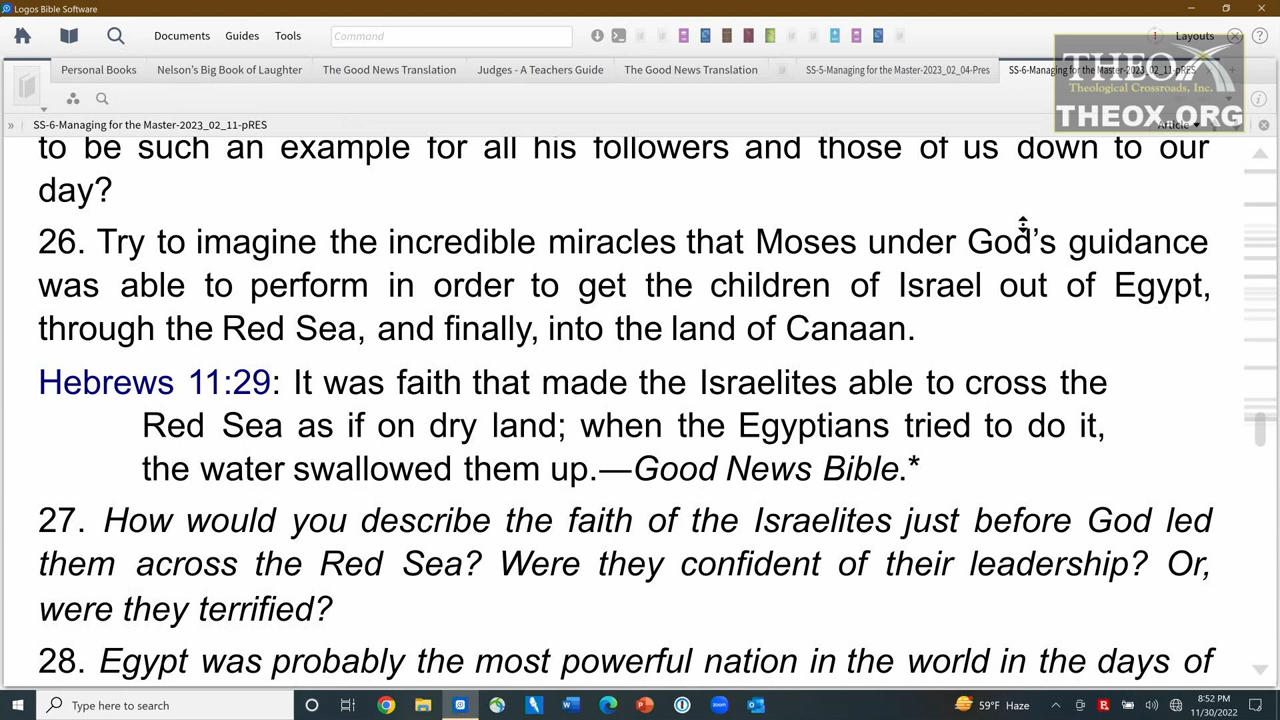 Logos Bible Software
Documents Guides Tools Command Layouts
Personal Books Nelson's Big Book of Laughter The Go Judges - A Teachers Guide The Good News Translation SS-5-Managing for the Master-2023_02_04-Pres SS-6-Managing for the Master-2023_02_11-pRES
THEOX
Theological Crossroads, Inc.
THEOX.ORG
SS-6-Managing for the Master-2023_02_11-pRES Article
to be such an example for all his followers and those of us down to our
day?
26. Try to imagine the incredible miracles that Moses under God's guidance
was able to perform in order to get the children of Israel out of Egypt,
through the Red Sea, and finally, into the land of Canaan.
Hebrews 11:29: It was faith that made the Israelites able to cross the
Red Sea as if on dry land; when the Egyptians tried to do it,
the water swallowed them up.—Good News Bible.*
27. How would you describe the faith of the Israelites just before God led
them across the Red Sea? Were they confident of their leadership? Or,
were they terrified?
28. Egypt was probably the most powerful nation in the world in the days of
Type here to search
59°F Haze
8:52 PM
11/30/2022